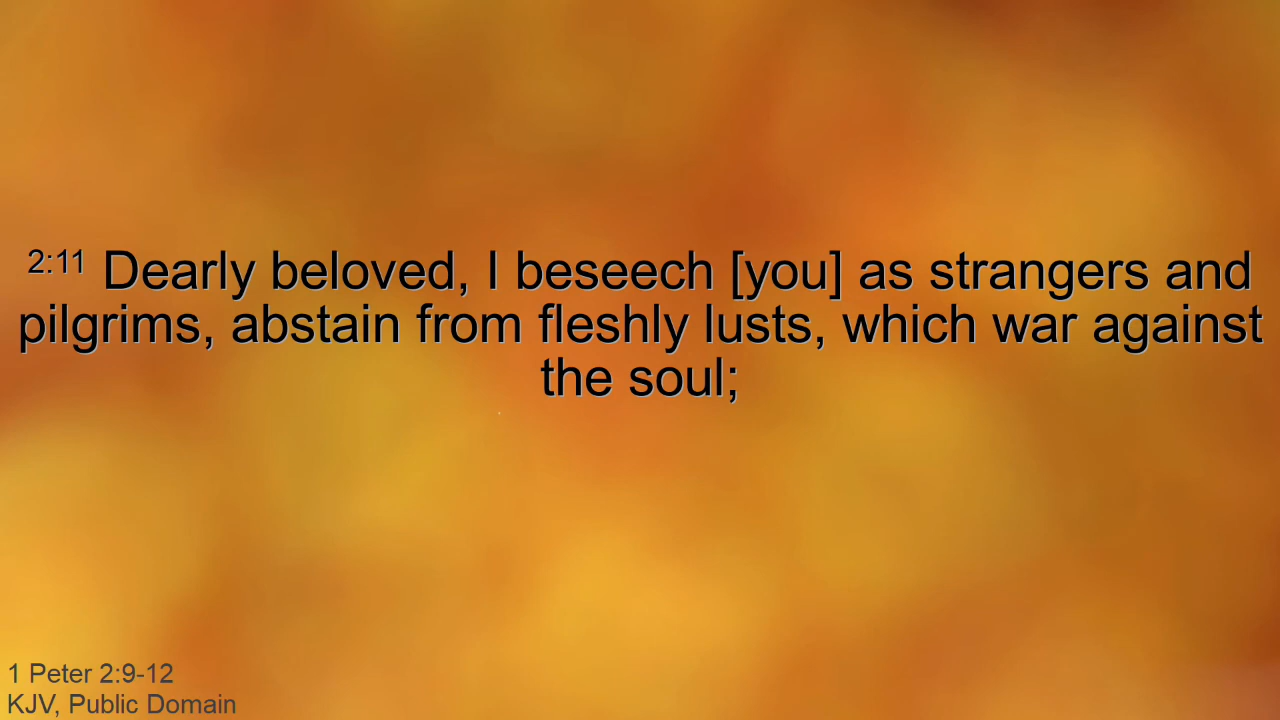 2:11 Dearly beloved, I beseech [you] as strangers and
pilgrims, abstain from fleshly lusts, which war against
the soul;
1 Peter 2:9-12
KJV, Public Domain